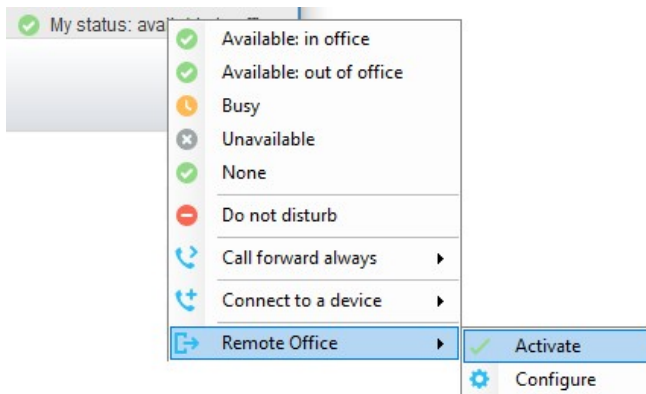 My status: ava
Available: in office
Available: out of office
Busy
Unavailable
None
Do not disturb
Call forward always
Connect to a device
Remote Office
Activate
Configure